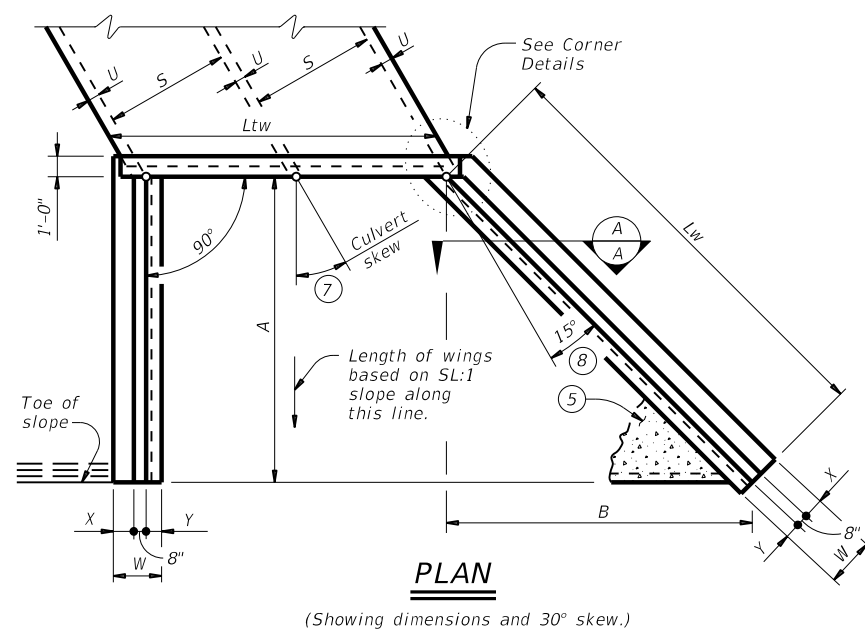 U
S
U
S
U
See Corner
Details
Ltw
1'-0"
90°
Culvert
skew
7
A
A
Lw
A
15°
8
Length of wings
based on SL:1
slope along
this line.
5
Toe of
slope
X
Y
8"
W
B
X
8"
Y
W
PLAN
(Showing dimensions and 30° skew.)